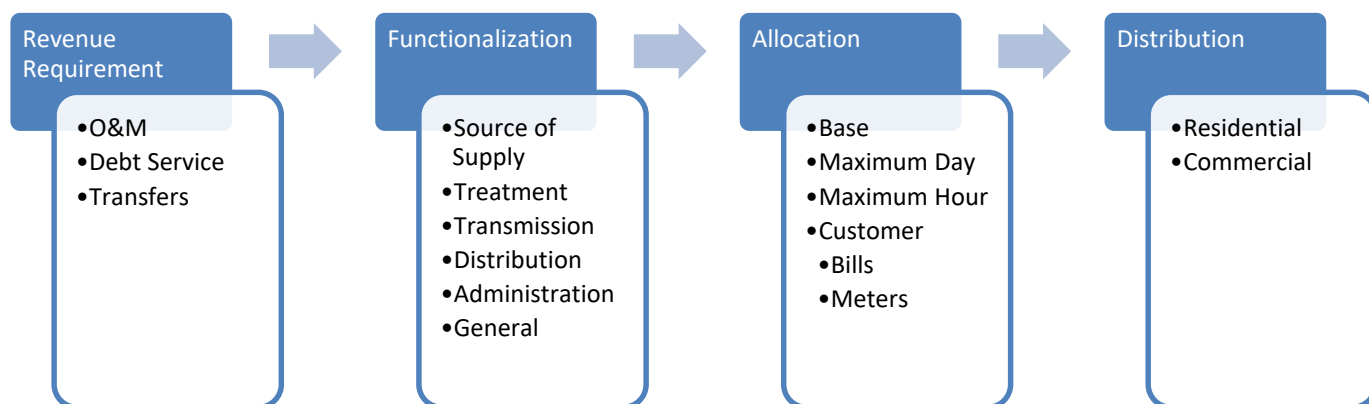 Revenue
Requirement
•O&M
•Debt Service
•Transfers
Functionalization
•Source of
Supply
•Treatment
•Transmission
•Distribution
•Administration
•General
Allocation
•Base
•Maximum Day
•Maximum Hour
•Customer
•Bills
•Meters
Distribution
•Residential
•Commercial